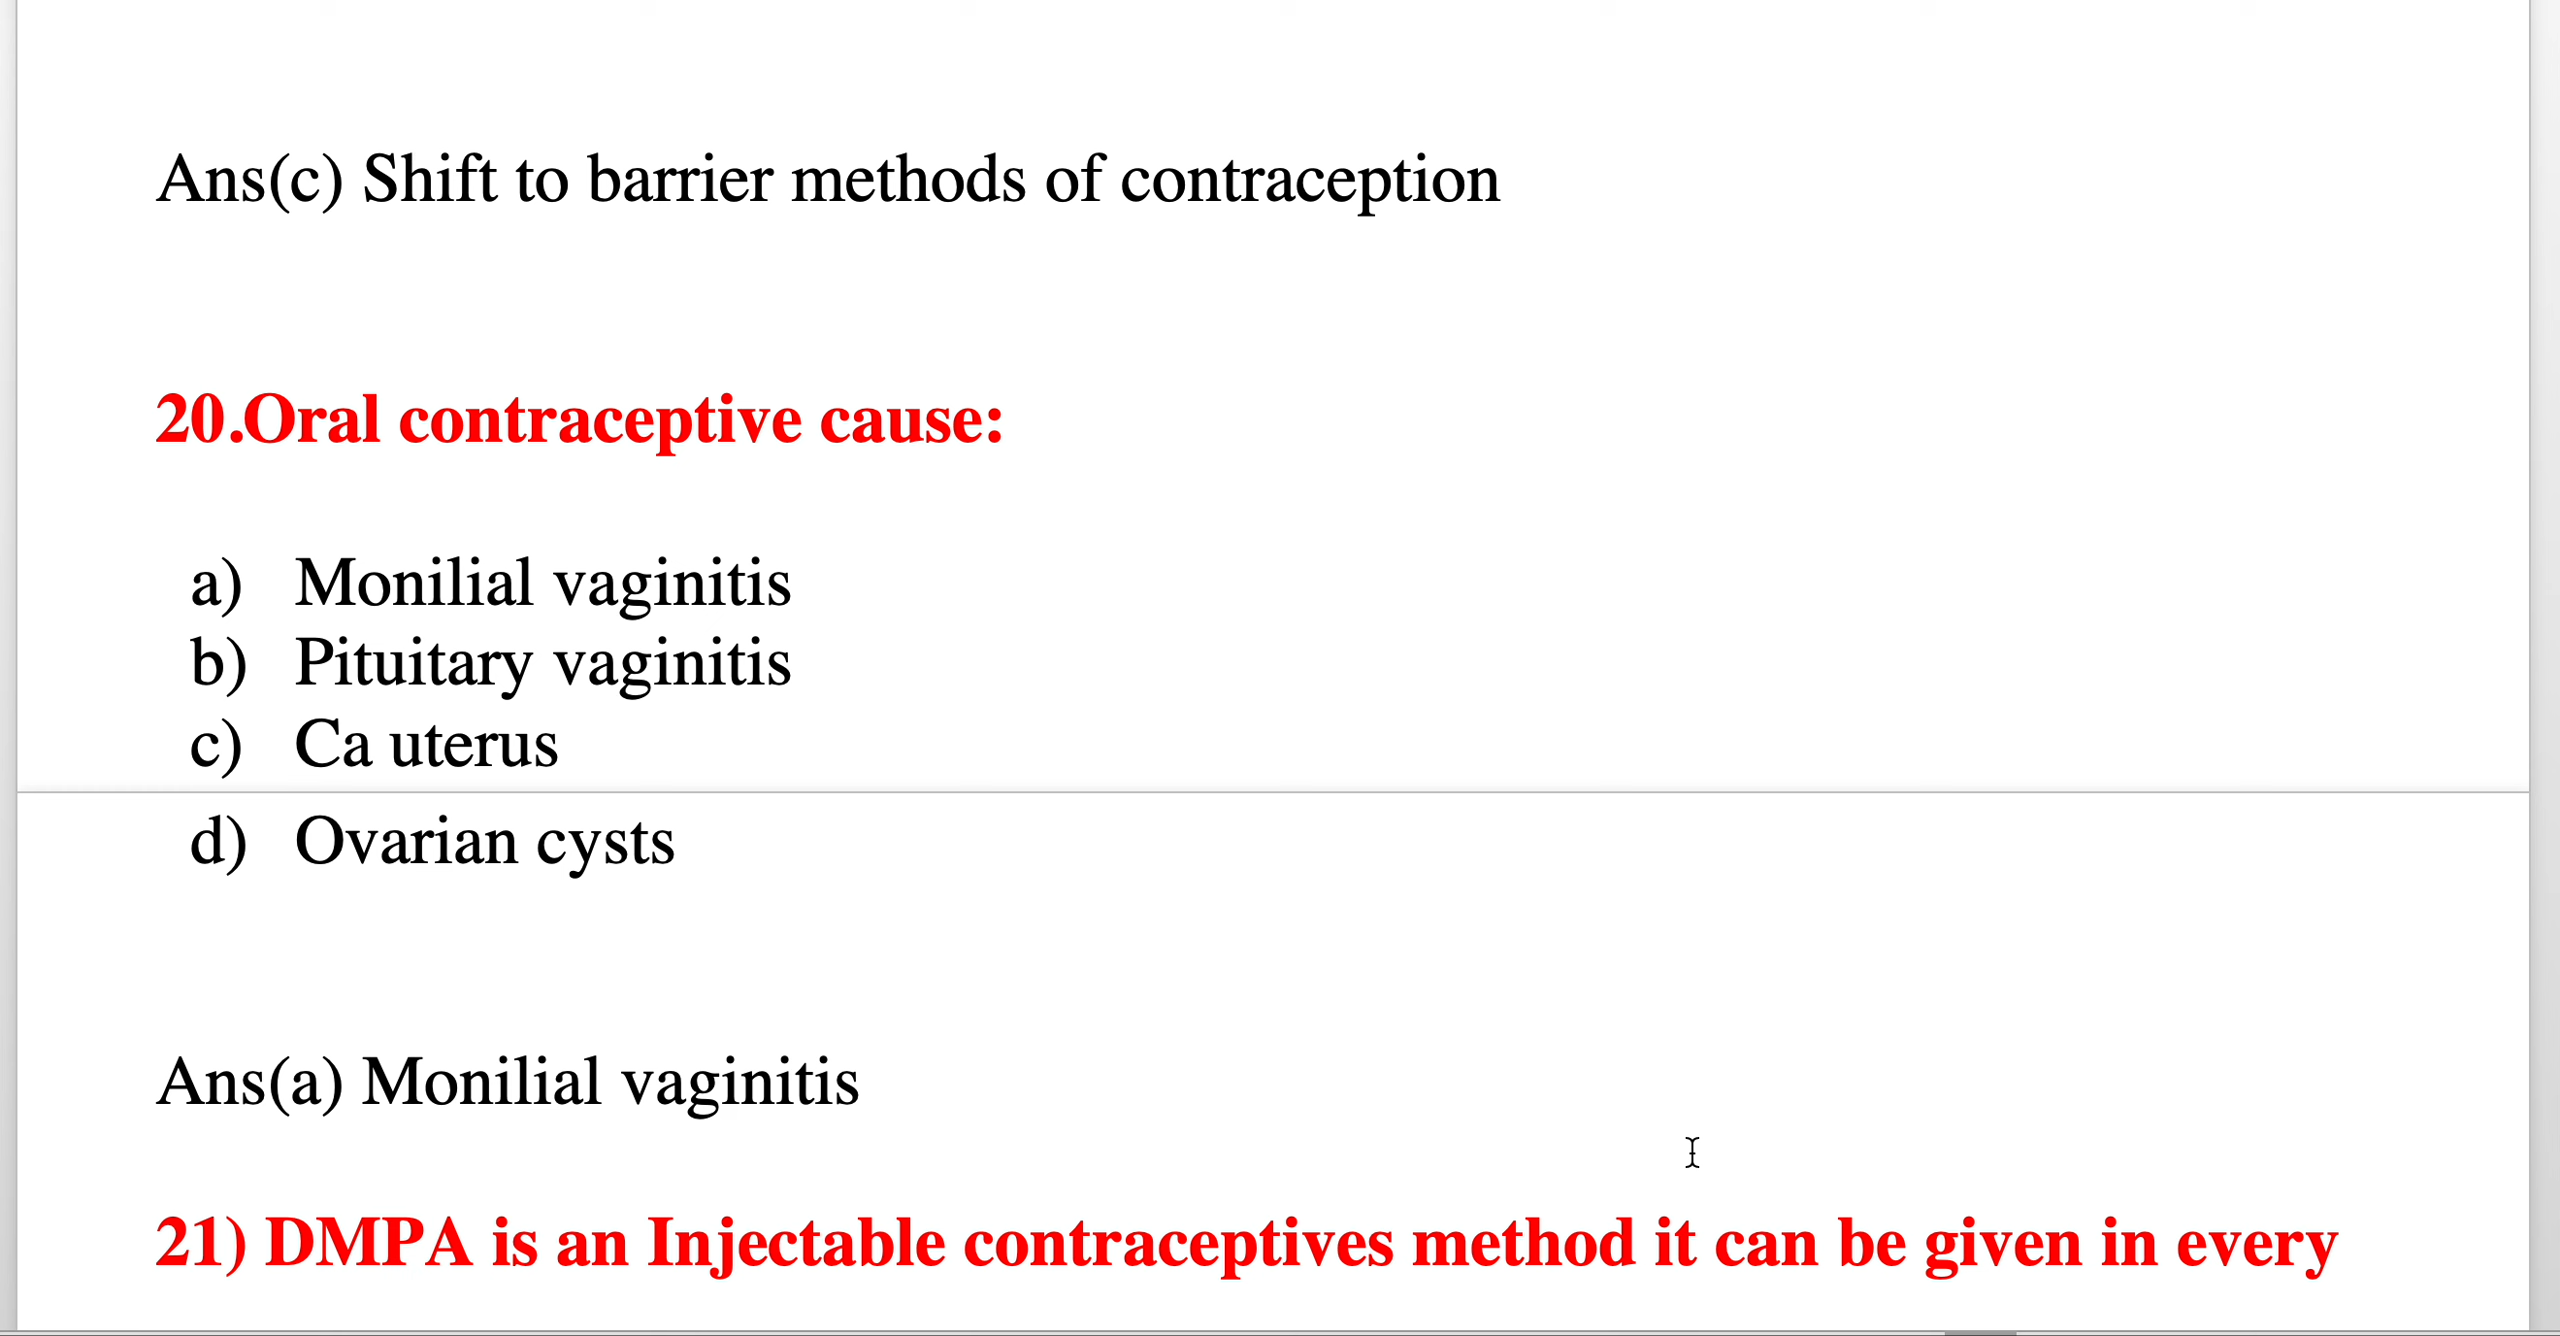 Ans(c) Shift to barrier methods of contraception
20.Oral contraceptive cause:
a) Monilial vaginitis
b) Pituitary vaginitis
c) Ca uterus
d) Ovarian cysts
Ans(a) Monilial vaginitis
21) DMPA is an Injectable contraceptives method it can be given in every